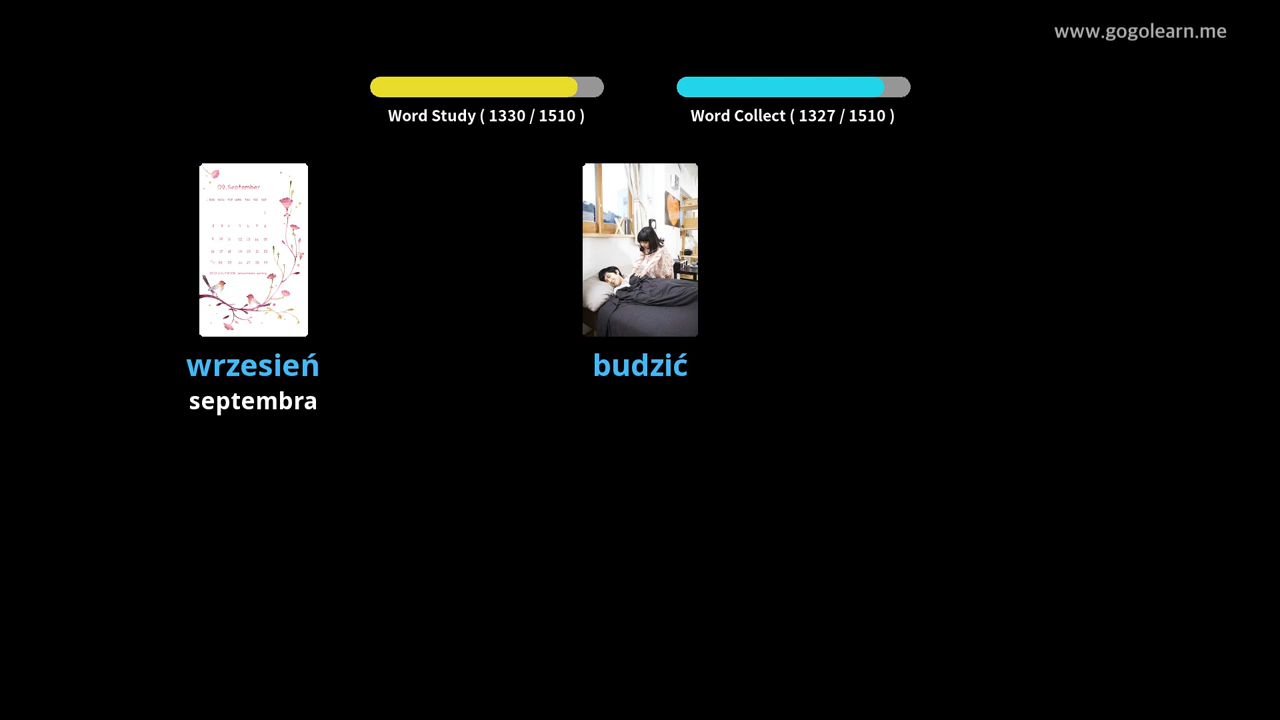 www.gogolearn.me
Word Study ( 1330 / 1510 )
Word Collect ( 1327 / 1510 )
09.September
wrzesień
budzić
septembra